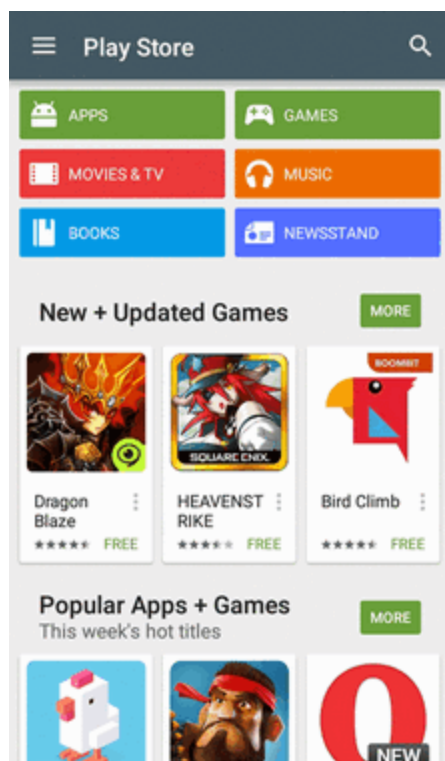 Play Store
APPS
GAMES
MOVIES & TV
MUSIC
BOOKS
NEWSSTAND
New + Updated Games
MORE
SQUARE ENIX
BOOMBIT
Dragon
Blaze
FREE
HEAVENST
RIKE
FREE
Bird Climb
FREE
Popular Apps + Games
This week's hot titles
MORE
NEW